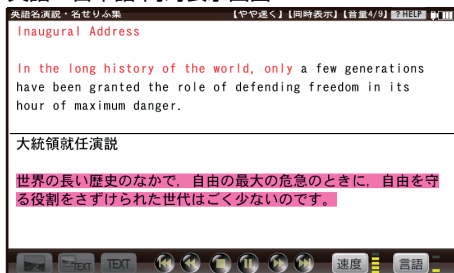 英語名演説・名せりふ集 【やや速く】【同時表示】【音量4/9】?HELP
Inaugural Address
In the long history of the world, only a few generations
have been granted the role of defending freedom in its
hour of maximum danger.
大統領就任演説
世界の長い歴史のなかで，自由の最大の危急のときに，自由を守
る役割をさずけられた世代はごく少ないのです。
TEXT TEXT 速度 言語